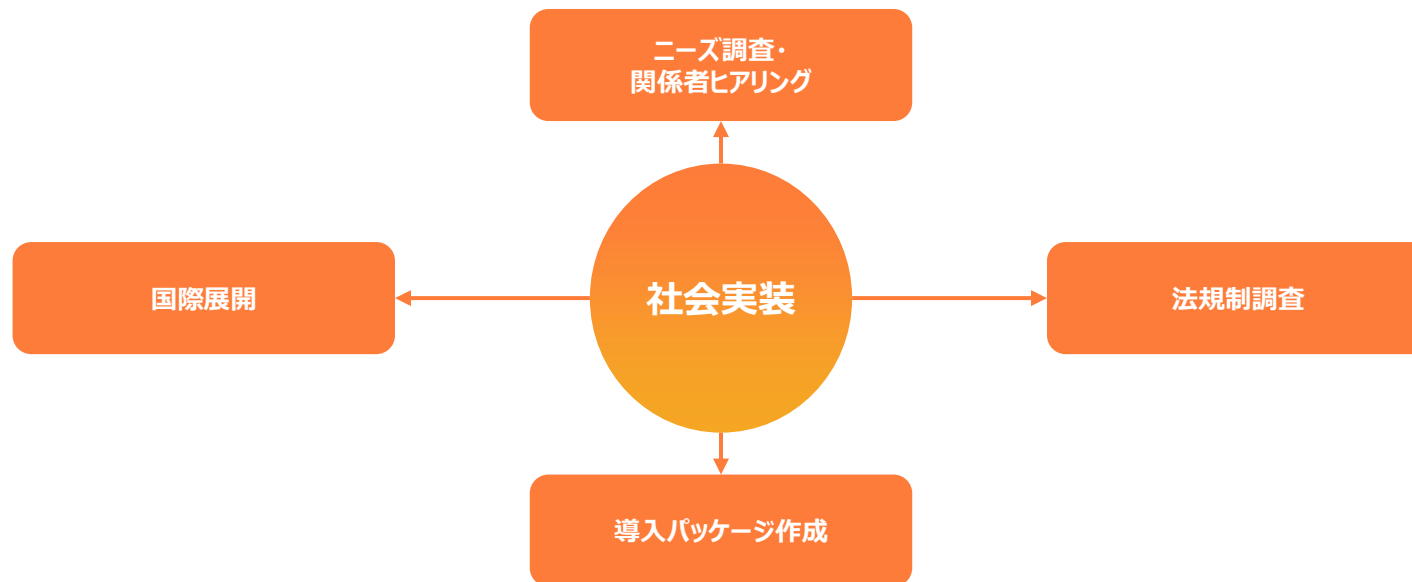 ニーズ調査・
関係者ヒアリング
国際展開
社会実装
法規制調査
導入パッケージ作成